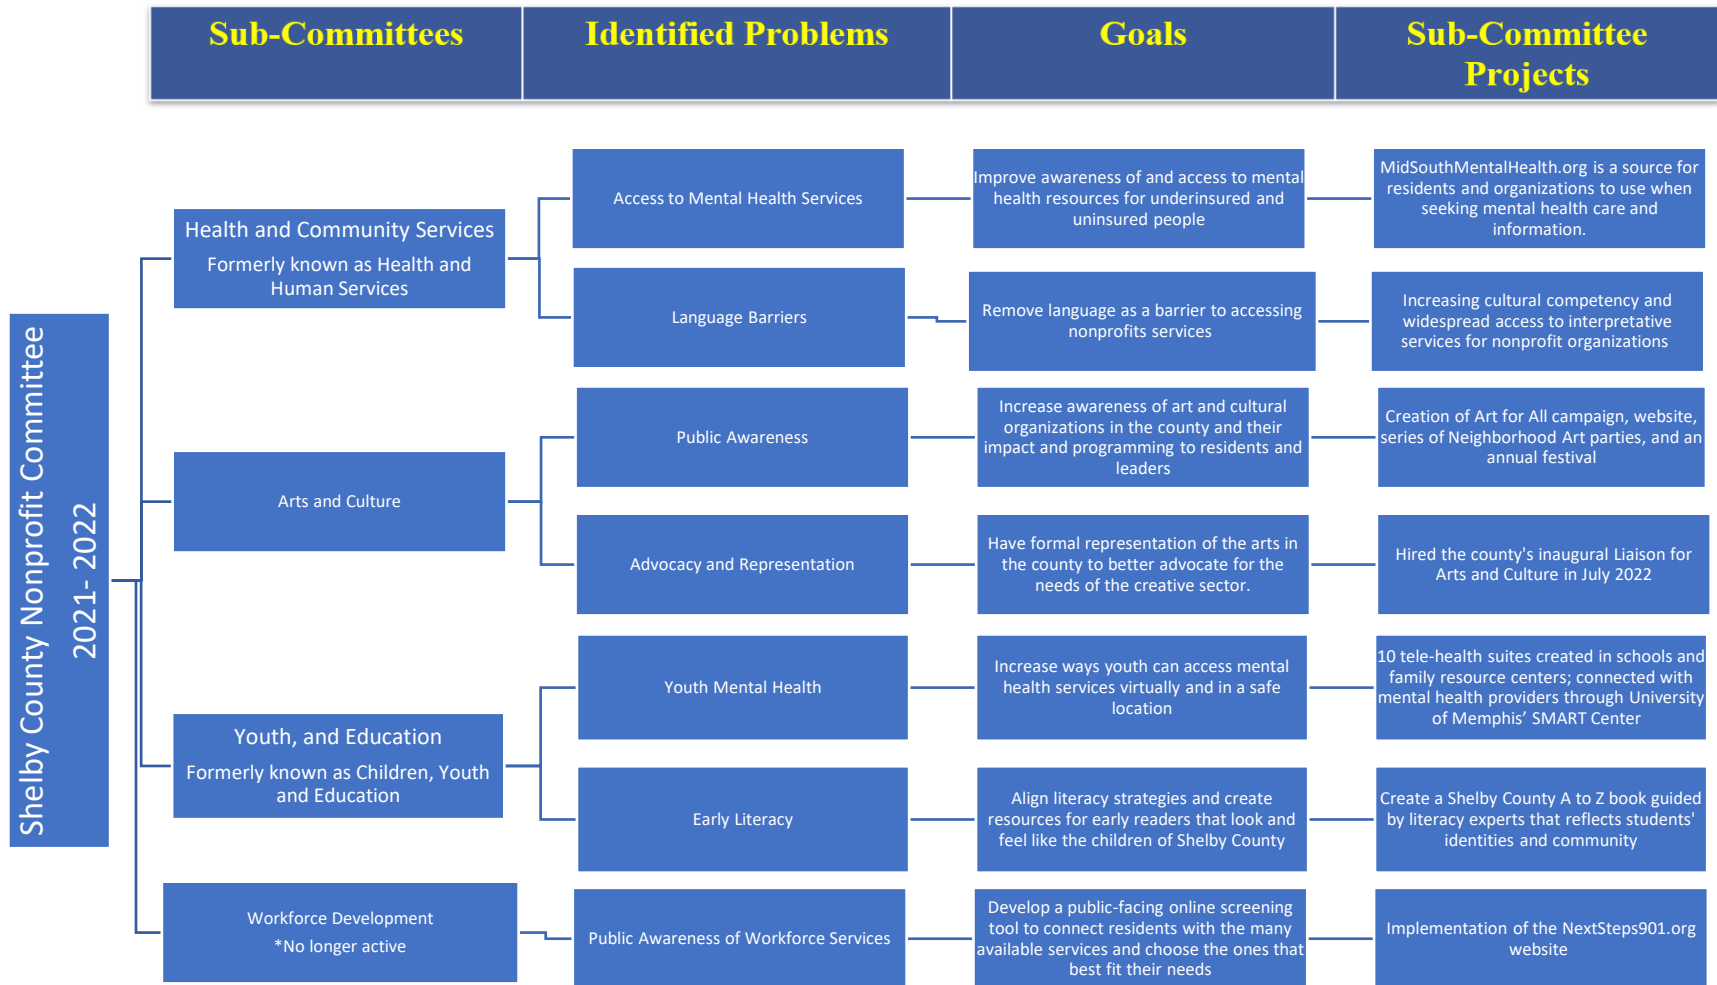 Sub-Committees
Identified Problems
Goals
Sub-Committee
Projects
Shelby County Nonprofit Committee
2021- 2022
Health and Community Services
Formerly known as Health and
Human Services
Access to Mental Health Services
Improve awareness of and access to mental
health resources for underinsured and
uninsured people
MidSouthMentalHealth.org is a source for
residents and organizations to use when
seeking mental health care and
information.
Language Barriers
Remove language as a barrier to accessing
nonprofits services
Increasing cultural competency and
widespread access to interpretative
services for nonprofit organizations
Arts and Culture
Public Awareness
Increase awareness of art and cultural
organizations in the county and their
impact and programming to residents and
leaders
Creation of Art for All campaign, website,
series of Neighborhood Art parties, and an
annual festival
Advocacy and Representation
Have formal representation of the arts in
the county to better advocate for the
needs of the creative sector.
Hired the county's inaugural Liaison for
Arts and Culture in July 2022
Youth, and Education
Formerly known as Children, Youth
and Education
Youth Mental Health
Increase ways youth can access mental
health services virtually and in a safe
location
10 tele-health suites created in schools and
family resource centers; connected with
mental health providers through University
of Memphis’ SMART Center
Early Literacy
Align literacy strategies and create
resources for early readers that look and
feel like the children of Shelby County
Create a Shelby County A to Z book guided
by literacy experts that reflects students'
identities and community
Workforce Development
*No longer active
Public Awareness of Workforce Services
Develop a public-facing online screening
tool to connect residents with the many
available services and choose the ones that
best fit their needs
Implementation of the NextSteps901.org
website